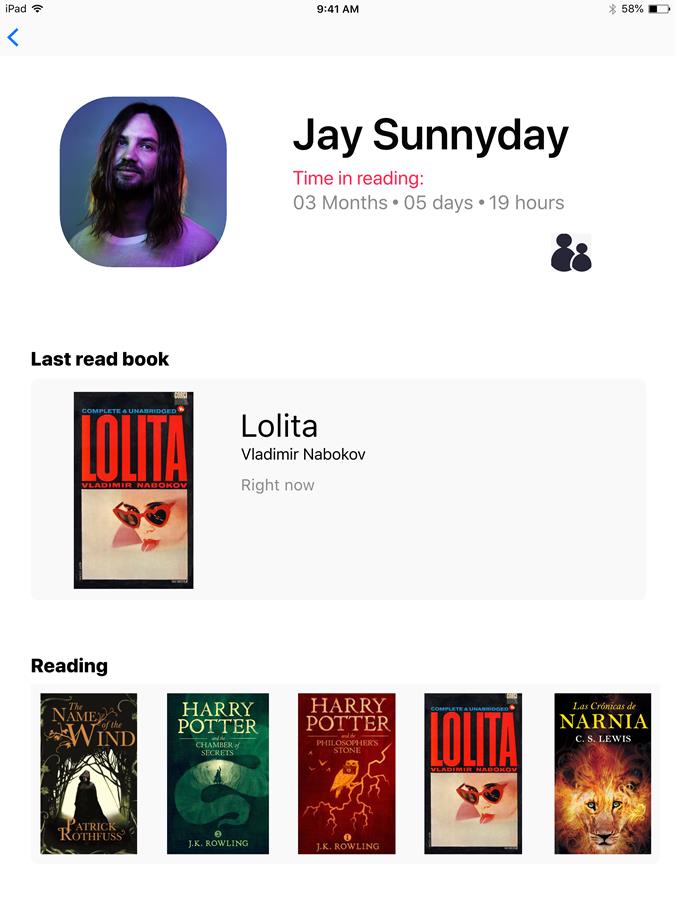 iPad 9:41 AM 58%
Jay Sunnyday
Time in reading:
03 Months • 05 days • 19 hours
Last read book
CORGI
COMPLETE & UNABRIDGED
LOLITA
VLADIMIR NABOKOV
Lolita
Vladimir Nabokov
Right now
Reading
The
NAME
of the
WIND
PATRICK
ROTHFUSS
HARRY
POTTER
and the
CHAMBER of
SECRETS
2
J.K. ROWLING
HARRY
POTTER
and the
PHILOSOPHER'S
STONE
1
J.K. ROWLING
COMPLETE & UNABRIDGED
LOLITA
VLADIMIR NABOKOV
Las Crónicas de
NARNIA
C. S. LEWIS